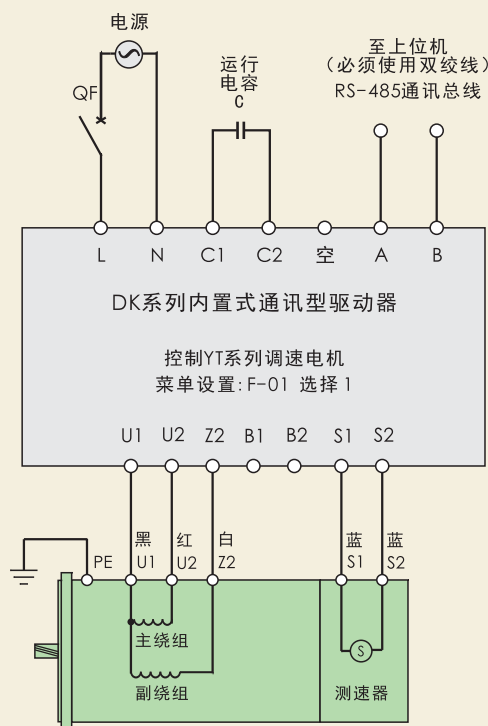 电源
QF
运行
电容
C
至上位机
（必须使用双绞线）
RS-485通讯总线
L N C1 C2 空 A B
DK系列内置式通讯型驱动器
控制YT系列调速电机
菜单设置：F-01 选择1
U1 U2 Z2 B1 B2 S1 S2
黑 红 白 蓝 蓝
PE U1 U2 Z2 S1 S2
主绕组
S
副绕组
测速器